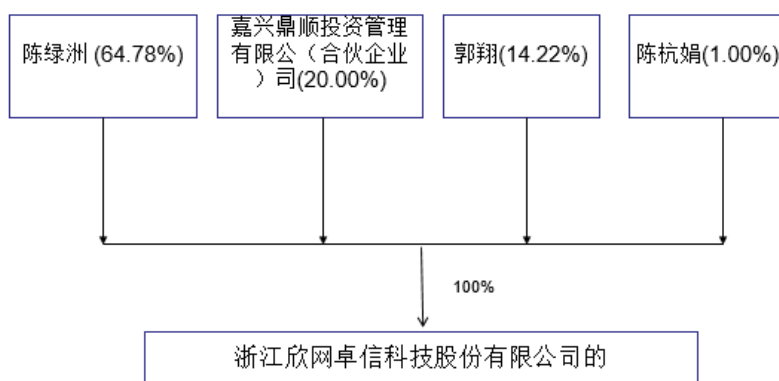 陈绿洲 (64.78%)
嘉兴鼎顺投资管理
有限公（合伙企业
）司(20.00%)
郭翔(14.22%)
陈杭娟(1.00%)
100%
浙江欣网卓信科技股份有限公司的